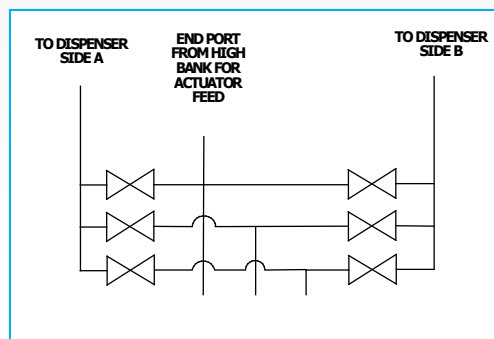 TO DISPENSER
SIDE A
END PORT
FROM HIGH
BANK FOR
ACTUATOR
FEED
TO DISPENSER
SIDE B